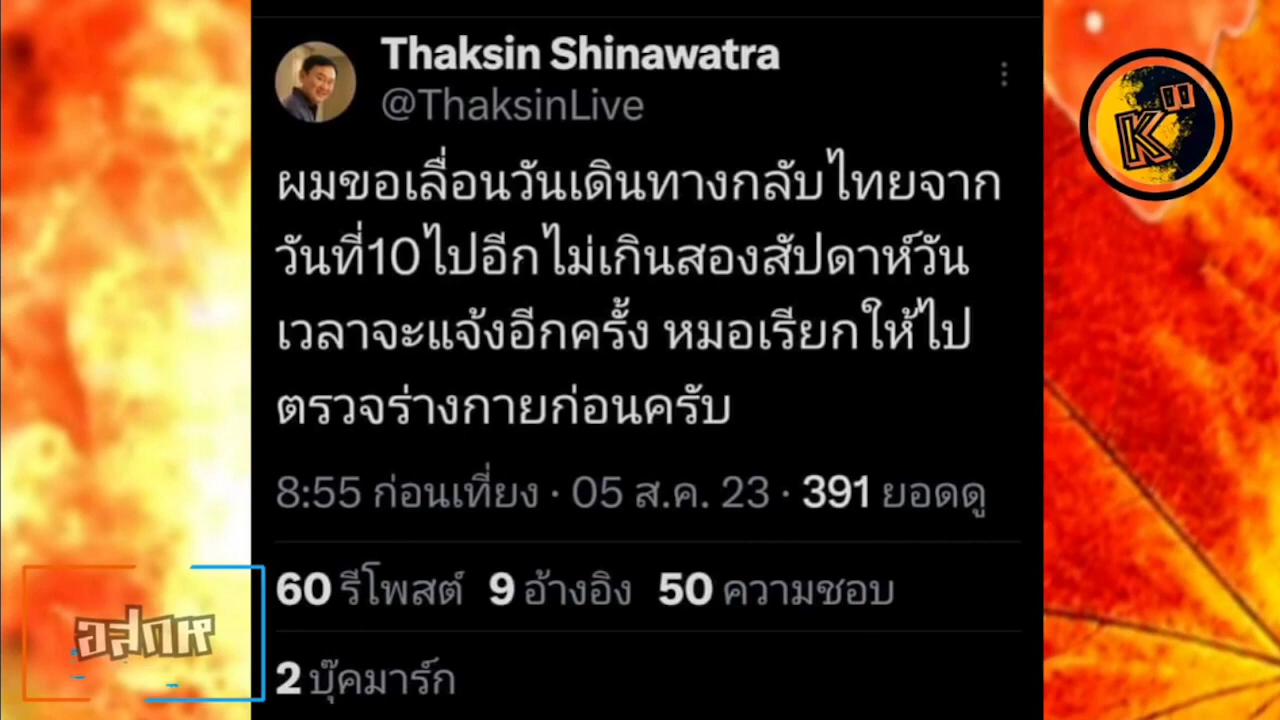 Thaksin Shinawatra
@ThaksinLive
K"
ผมขอเลื่อนวันเดินทางกลับไทยจาก
วันที่10ไปอีกไม่เกินสองสัปดาห์วัน
เวลาจะแจ้งอีกครั้ง หมอเรียกให้ไป
ตรวจร่างกายก่อนครับ
8:55 ก่อนเที่ยง · 05 ส.ค. 23 · 391 ยอดดู
60 รีโพสต์ 9 อ้างอิง 50 ความชอบ
2 บุ๊คมาร์ก